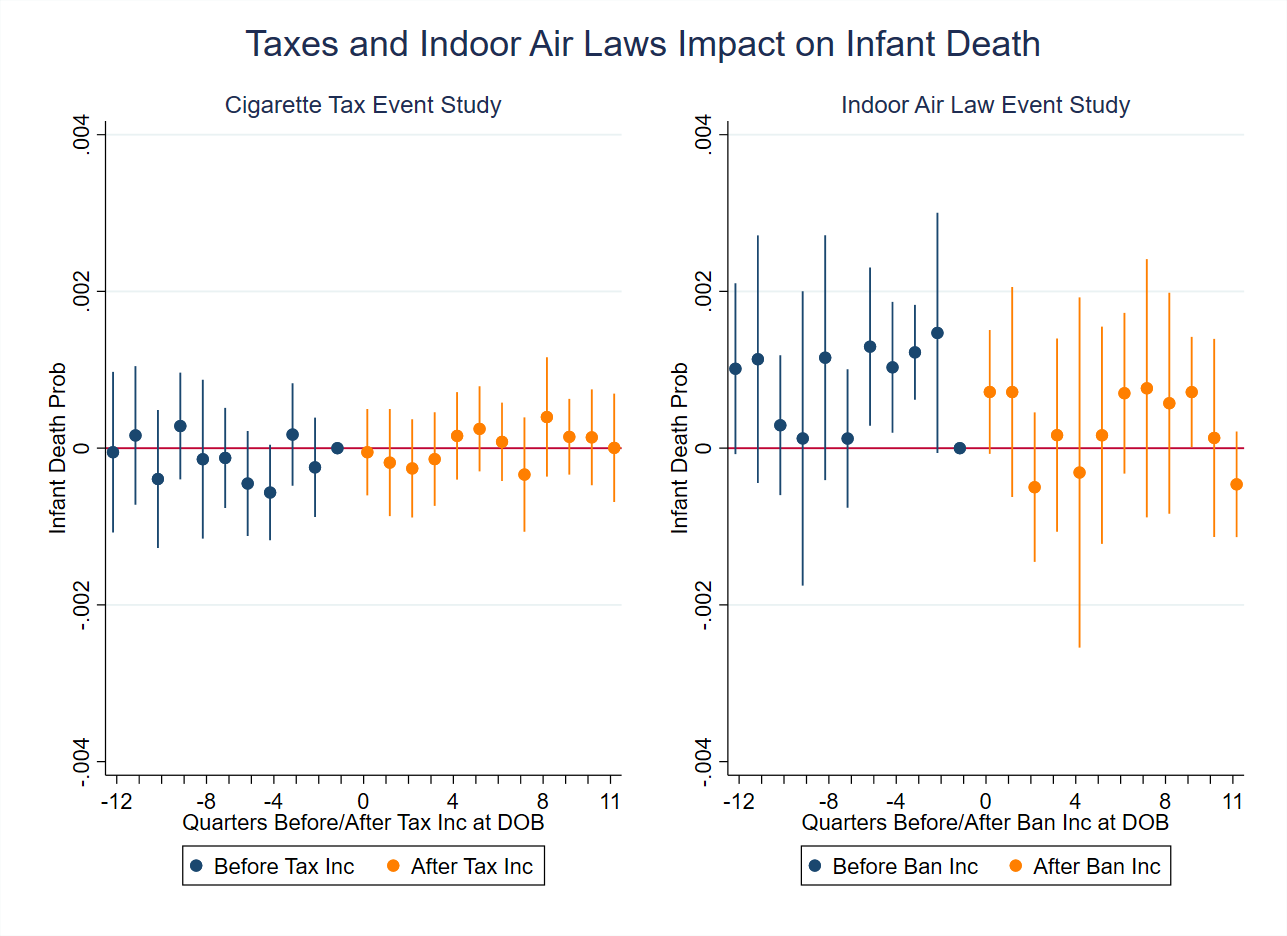 Taxes and Indoor Air Laws Impact on Infant Death
Cigarette Tax Event Study
Infant Death Prob
.004
.002
0
-.002
-.004
-12 -8 -4 0 4 8 11
Quarters Before/After Tax Inc at DOB
Before Tax Inc After Tax Inc
Indoor Air Law Event Study
Infant Death Prob
.004
.002
0
-.002
-.004
-12 -8 -4 0 4 8 11
Quarters Before/After Ban Inc at DOB
Before Ban Inc After Ban Inc